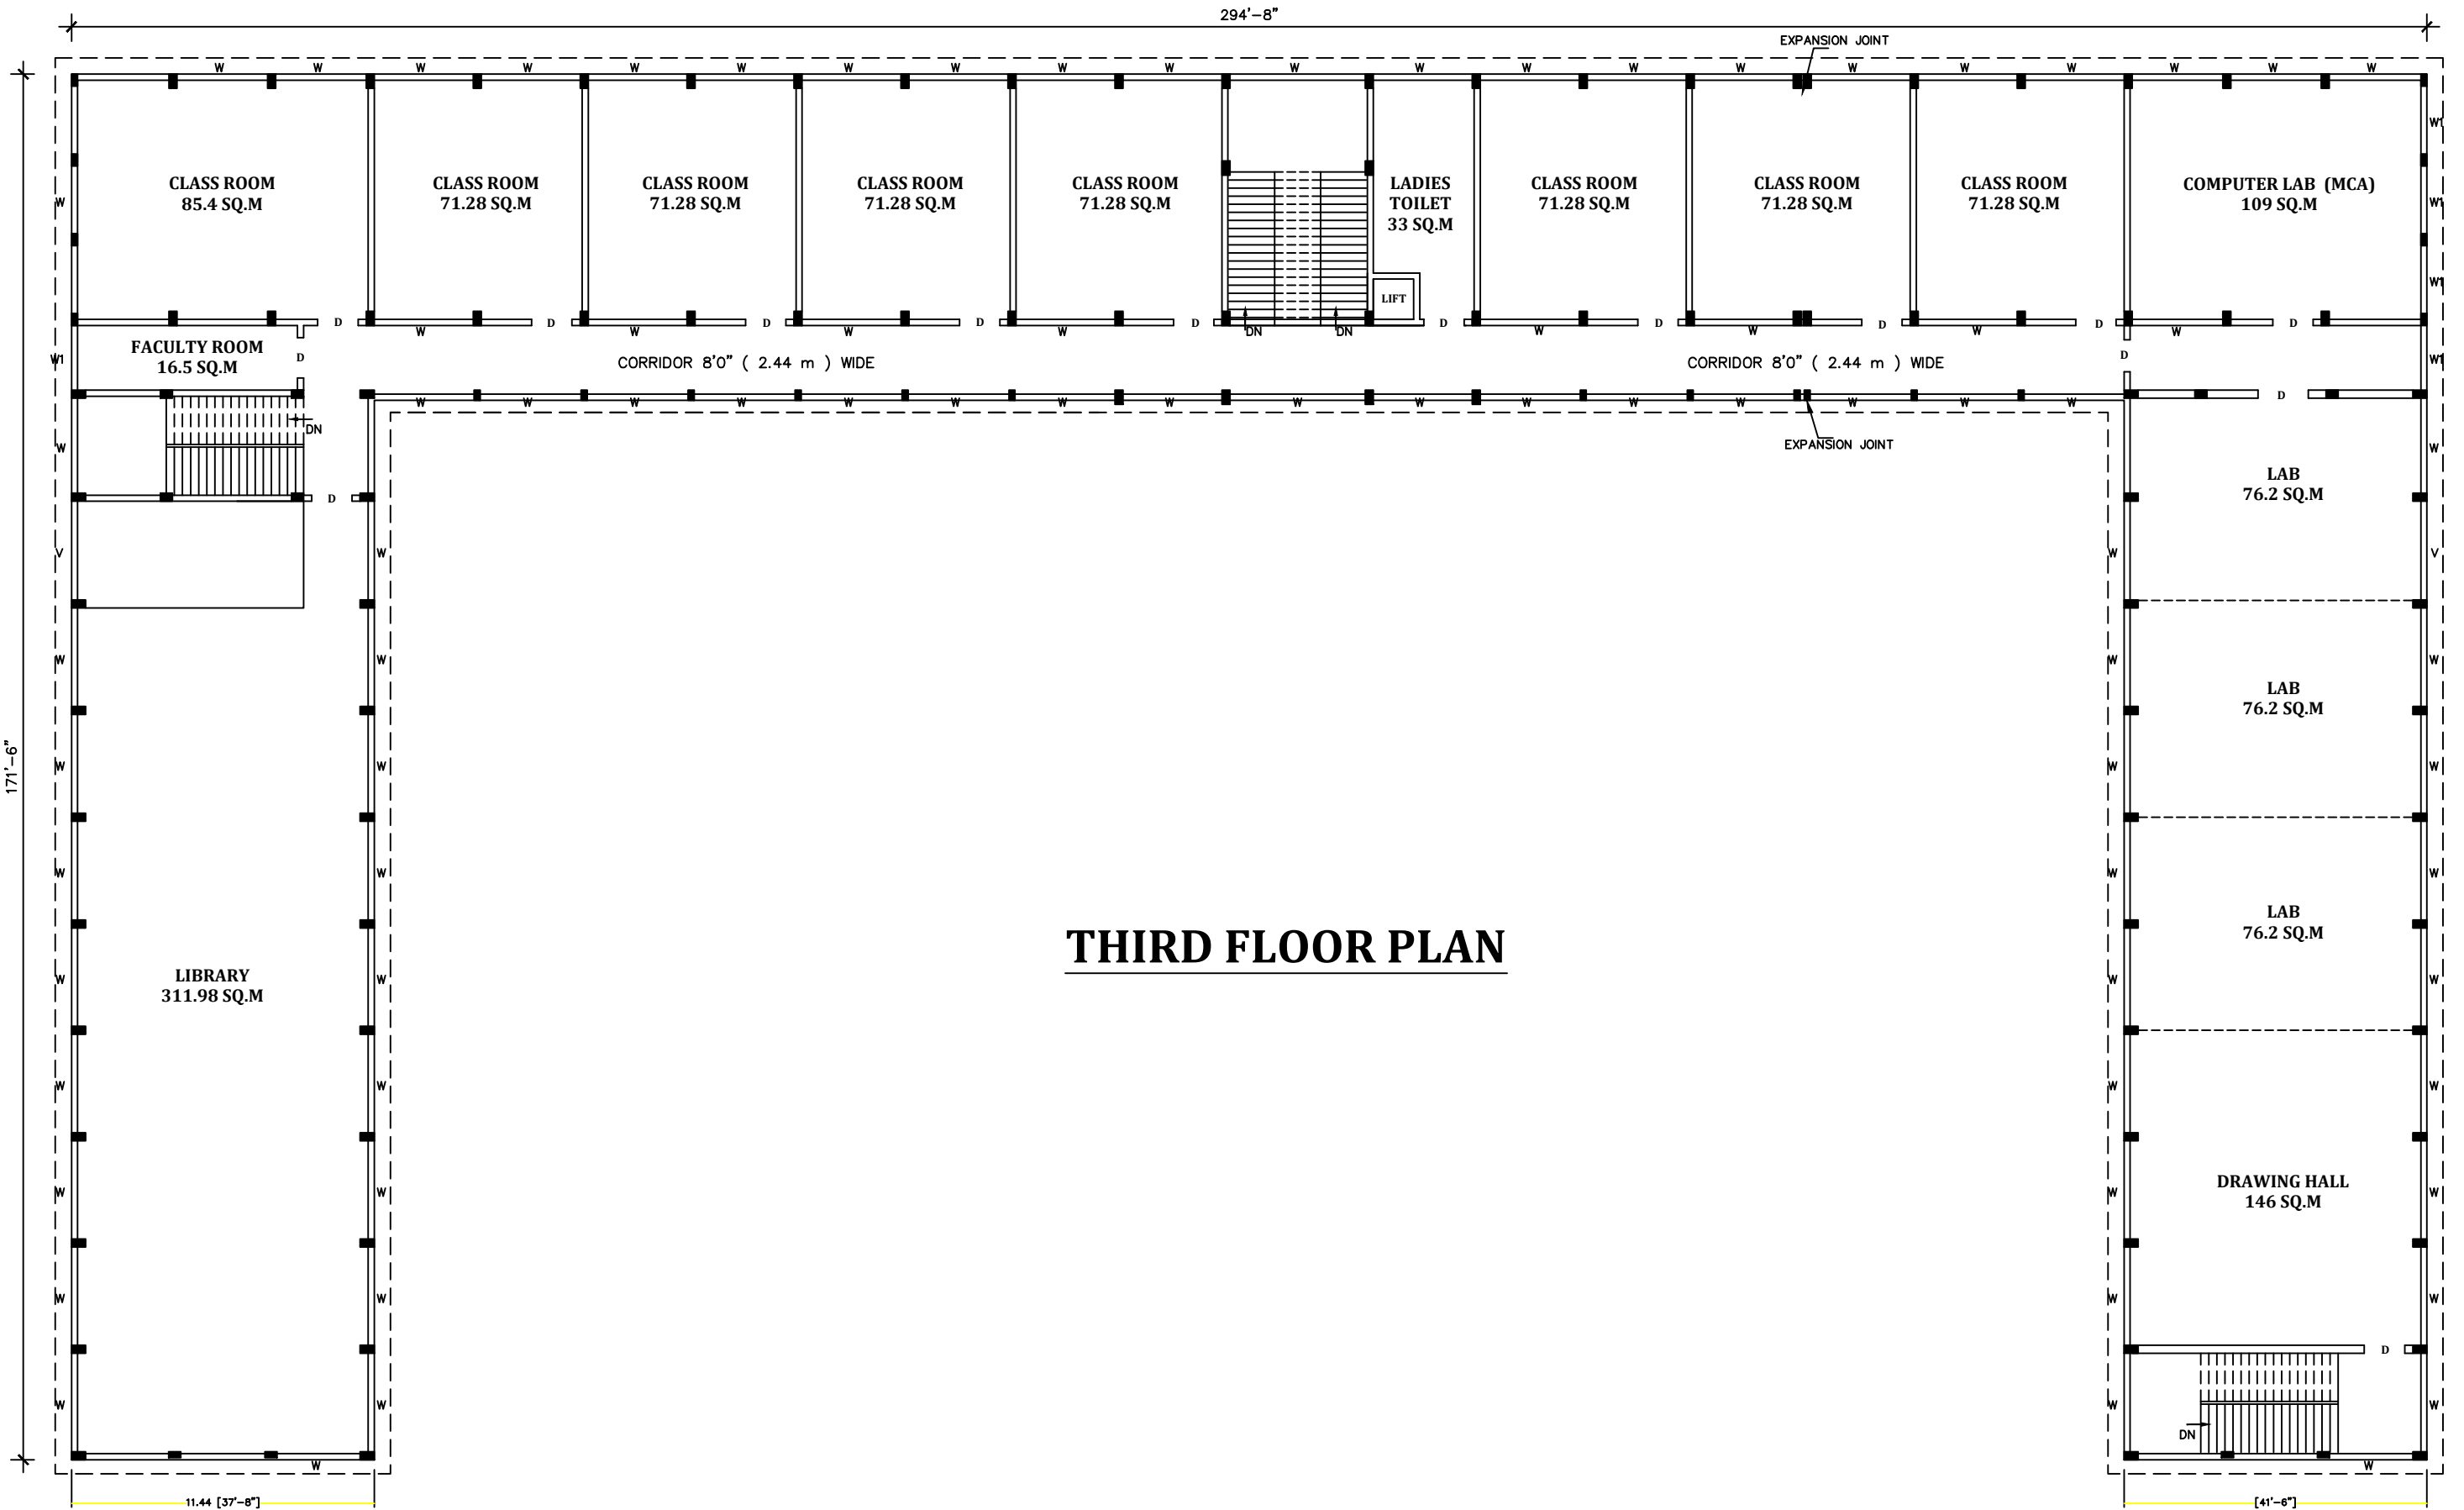 294'-8"
EXPANSION JOINT
W W W W W W W W W W W W W W W W W W W W W
W1
W
W1
W1
CLASS ROOM
85.4 SQ.M
CLASS ROOM
71.28 SQ.M
CLASS ROOM
71.28 SQ.M
CLASS ROOM
71.28 SQ.M
CLASS ROOM
71.28 SQ.M
LADIES
TOILET
33 SQ.M
CLASS ROOM
71.28 SQ.M
CLASS ROOM
71.28 SQ.M
CLASS ROOM
71.28 SQ.M
COMPUTER LAB (MCA)
109 SQ.M
LIFT
D D D D D D D D D D
W W W W W W W W
DN DN
FACULTY ROOM
16.5 SQ.M
W1
D
CORRIDOR 8'0" ( 2.44 m ) WIDE
CORRIDOR 8'0" ( 2.44 m ) WIDE
D
W1
D
W W W W W W W W W W W W W W W W
EXPANSION JOINT
DN
W
D
W
LAB
76.2 SQ.M
V W W V
W W W W
LAB
76.2 SQ.M
W W W W
171'-6"
W W W W
LAB
76.2 SQ.M
THIRD FLOOR PLAN
LIBRARY
311.98 SQ.M
W W W W
W W W W
W W W W
DRAWING HALL
146 SQ.M
W W W W
D
W W W W
DN
W W
11.44 [37'-8"]
[41'-6"]